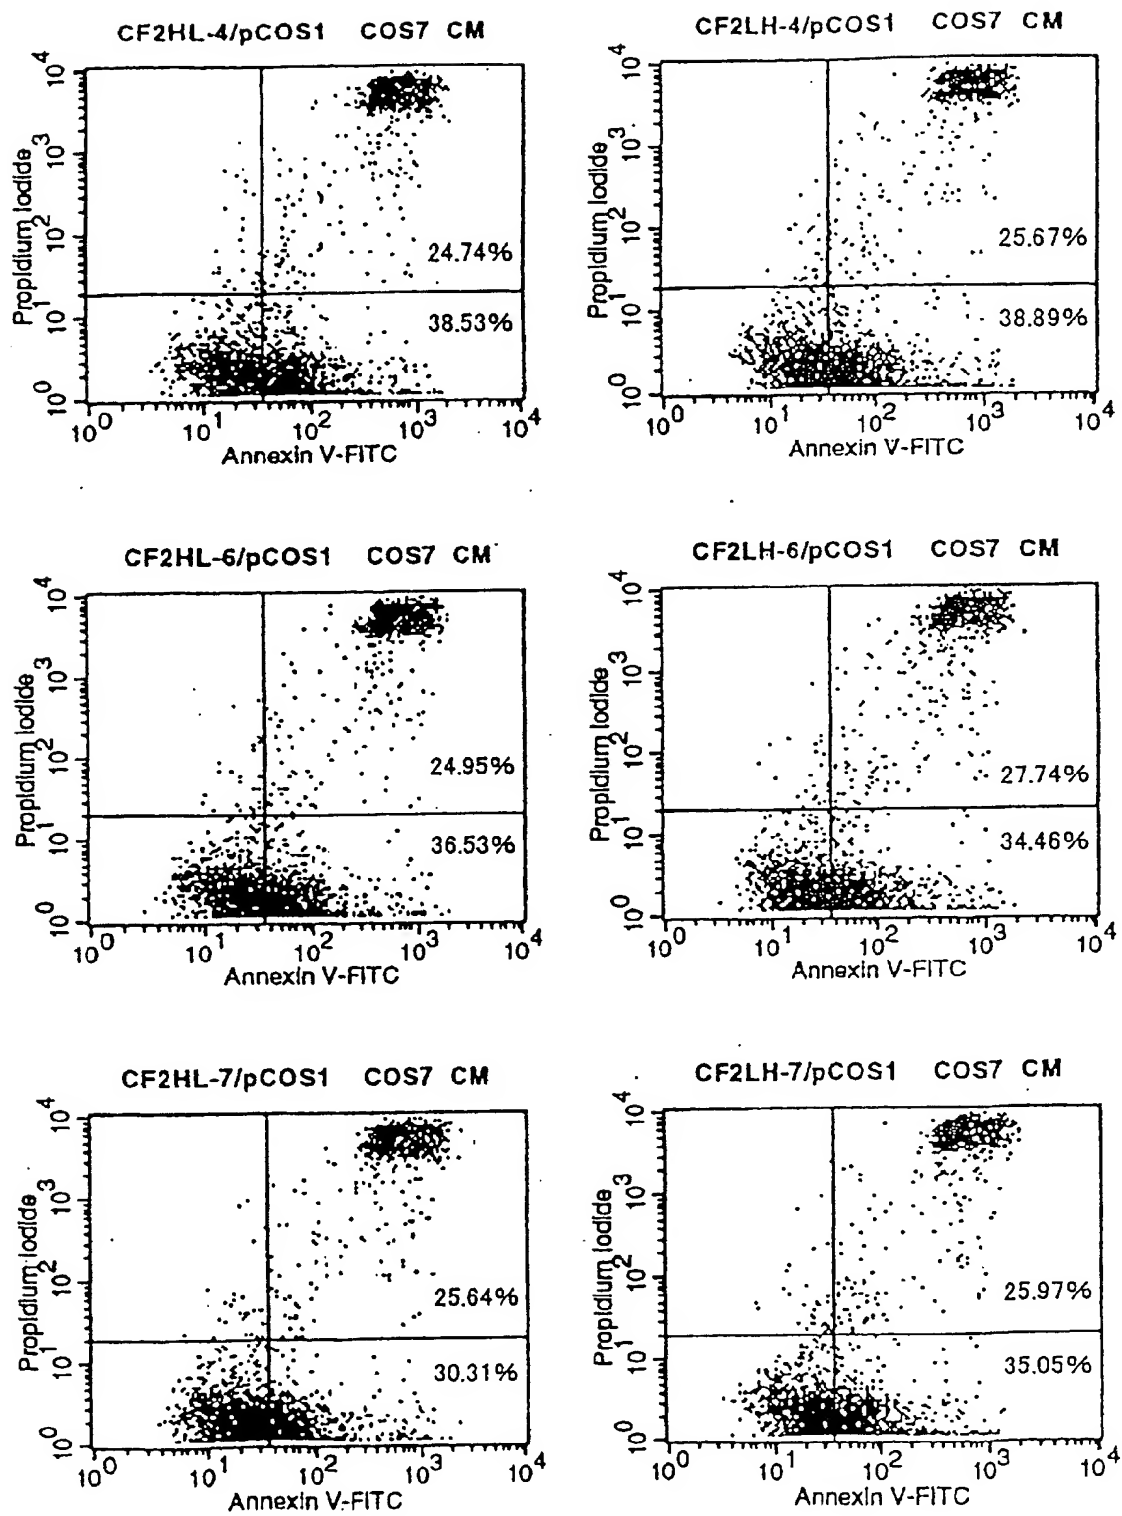 CF2HL-4/pCOS1 COS7 CM
10^4
10^3
10^2
10^1
10^0
Propidium Iodide
24.74%
38.53%
10^0 10^1 10^2 10^3 10^4
Annexin V-FITC
CF2LH-4/pCOS1 COS7 CM
10^4
10^3
10^2
10^1
10^0
Propidium Iodide
25.67%
38.89%
10^0 10^1 10^2 10^3 10^4
Annexin V-FITC
CF2HL-6/pCOS1 COS7 CM
10^4
10^3
10^2
10^1
10^0
Propidium Iodide
24.95%
36.53%
10^0 10^1 10^2 10^3 10^4
Annexin V-FITC
CF2LH-6/pCOS1 COS7 CM
10^4
10^3
10^2
10^1
10^0
Propidium Iodide
27.74%
34.46%
10^0 10^1 10^2 10^3 10^4
Annexin V-FITC
CF2HL-7/pCOS1 COS7 CM
10^4
10^3
10^2
10^1
10^0
Propidium Iodide
25.64%
30.31%
10^0 10^1 10^2 10^3 10^4
Annexin V-FITC
CF2LH-7/pCOS1 COS7 CM
10^4
10^3
10^2
10^1
10^0
Propidium Iodide
25.97%
35.05%
10^0 10^1 10^2 10^3 10^4
Annexin V-FITC